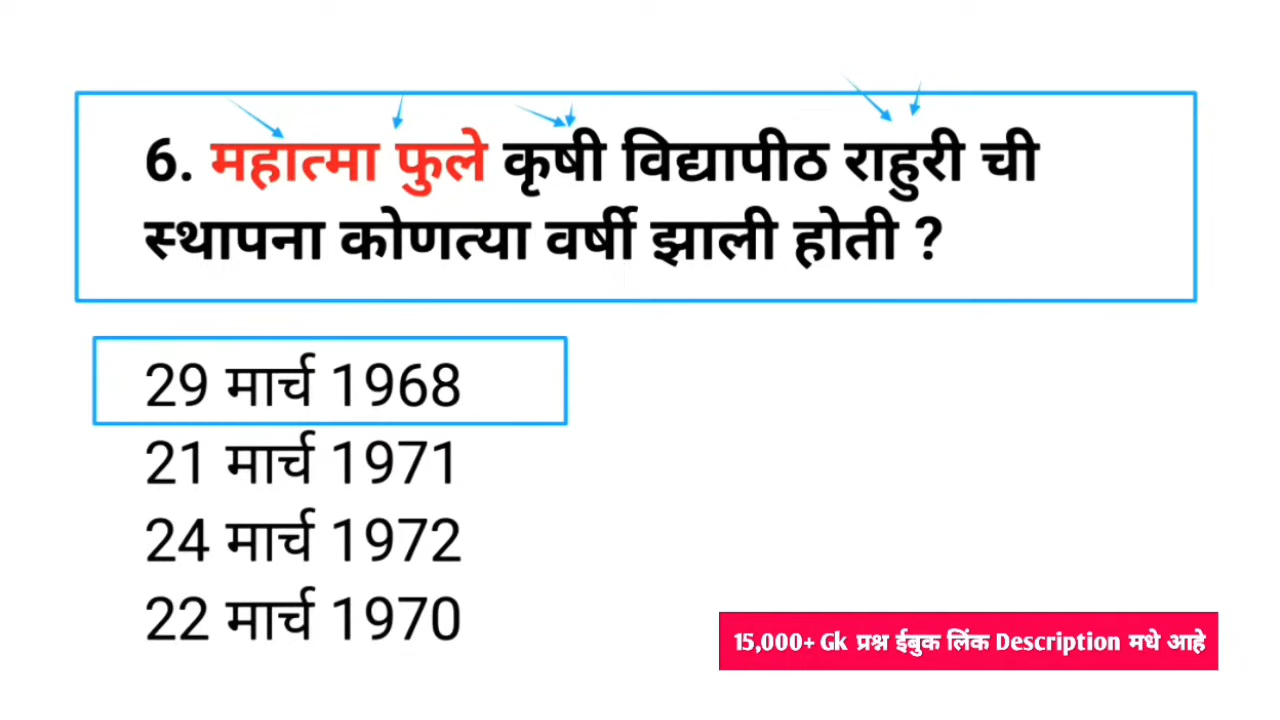 6. महात्मा फुले कृषी विद्यापीठ राहुरी ची
स्थापना कोणत्या वर्षी झाली होती ?
29 मार्च 1968
21 मार्च 1971
24 मार्च 1972
22 मार्च 1970
15,000+ Gk प्रश्न ईबुक लिंक Description मधे आहे